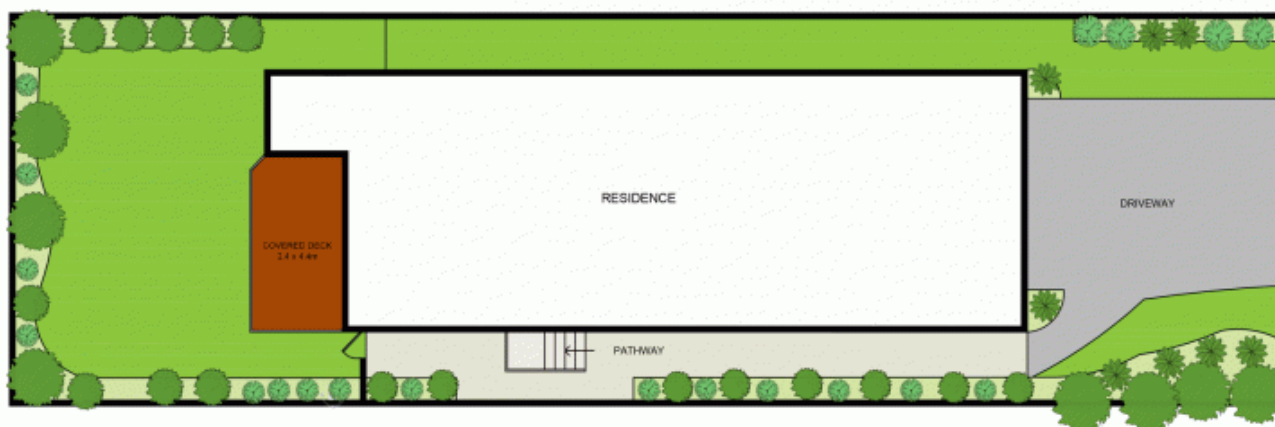 RESIDENCE
DRIVEWAY
COVERED DECK
2.4 x 4.4m
PATHWAY